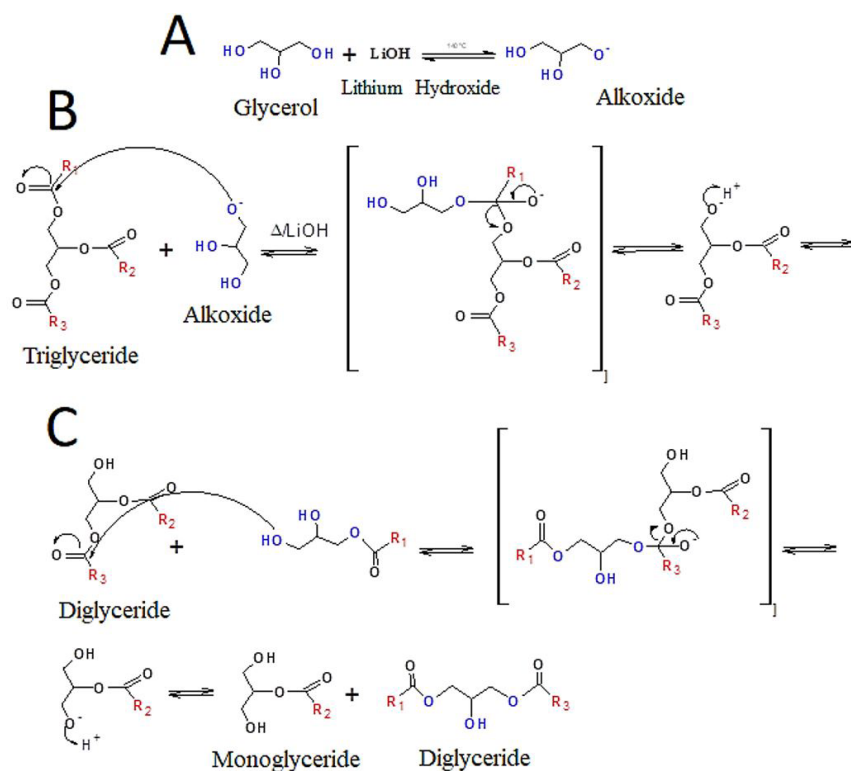 A
HO OH + LiOH 140°C HO O-
OH OH
Lithium Hydroxide
Glycerol Alkoxide
B
R1
O
O O- OH R1
O HO O O-
O O
+ HO Δ/LiOH O
R2 HO O
O O R2
O O
R3 Alkoxide R3
Triglyceride
H+
O-
O
O
R2
O
O
R3
C
OH
O
O
R2
O
O
R3
+
HO OH O R1
O
Diglyceride
OH
O
O
R2
O
O
R1 O O O-
OH R3
OH
O
O
R2
O-
H+
OH
O
O
R2
HO
+
O O
R1 O O R3
OH
Monoglyceride Diglyceride